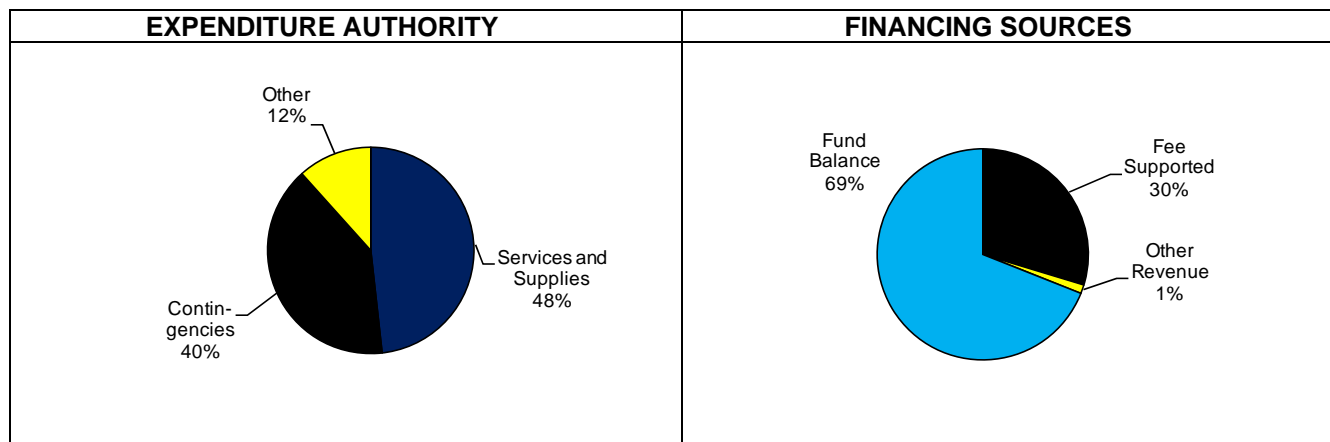 EXPENDITURE AUTHORITY
Other
12%
Services and
Supplies
48%
Contin-
gencies
40%
FINANCING SOURCES
Fund
Balance
69%
Fee
Supported
30%
Other
Revenue
1%